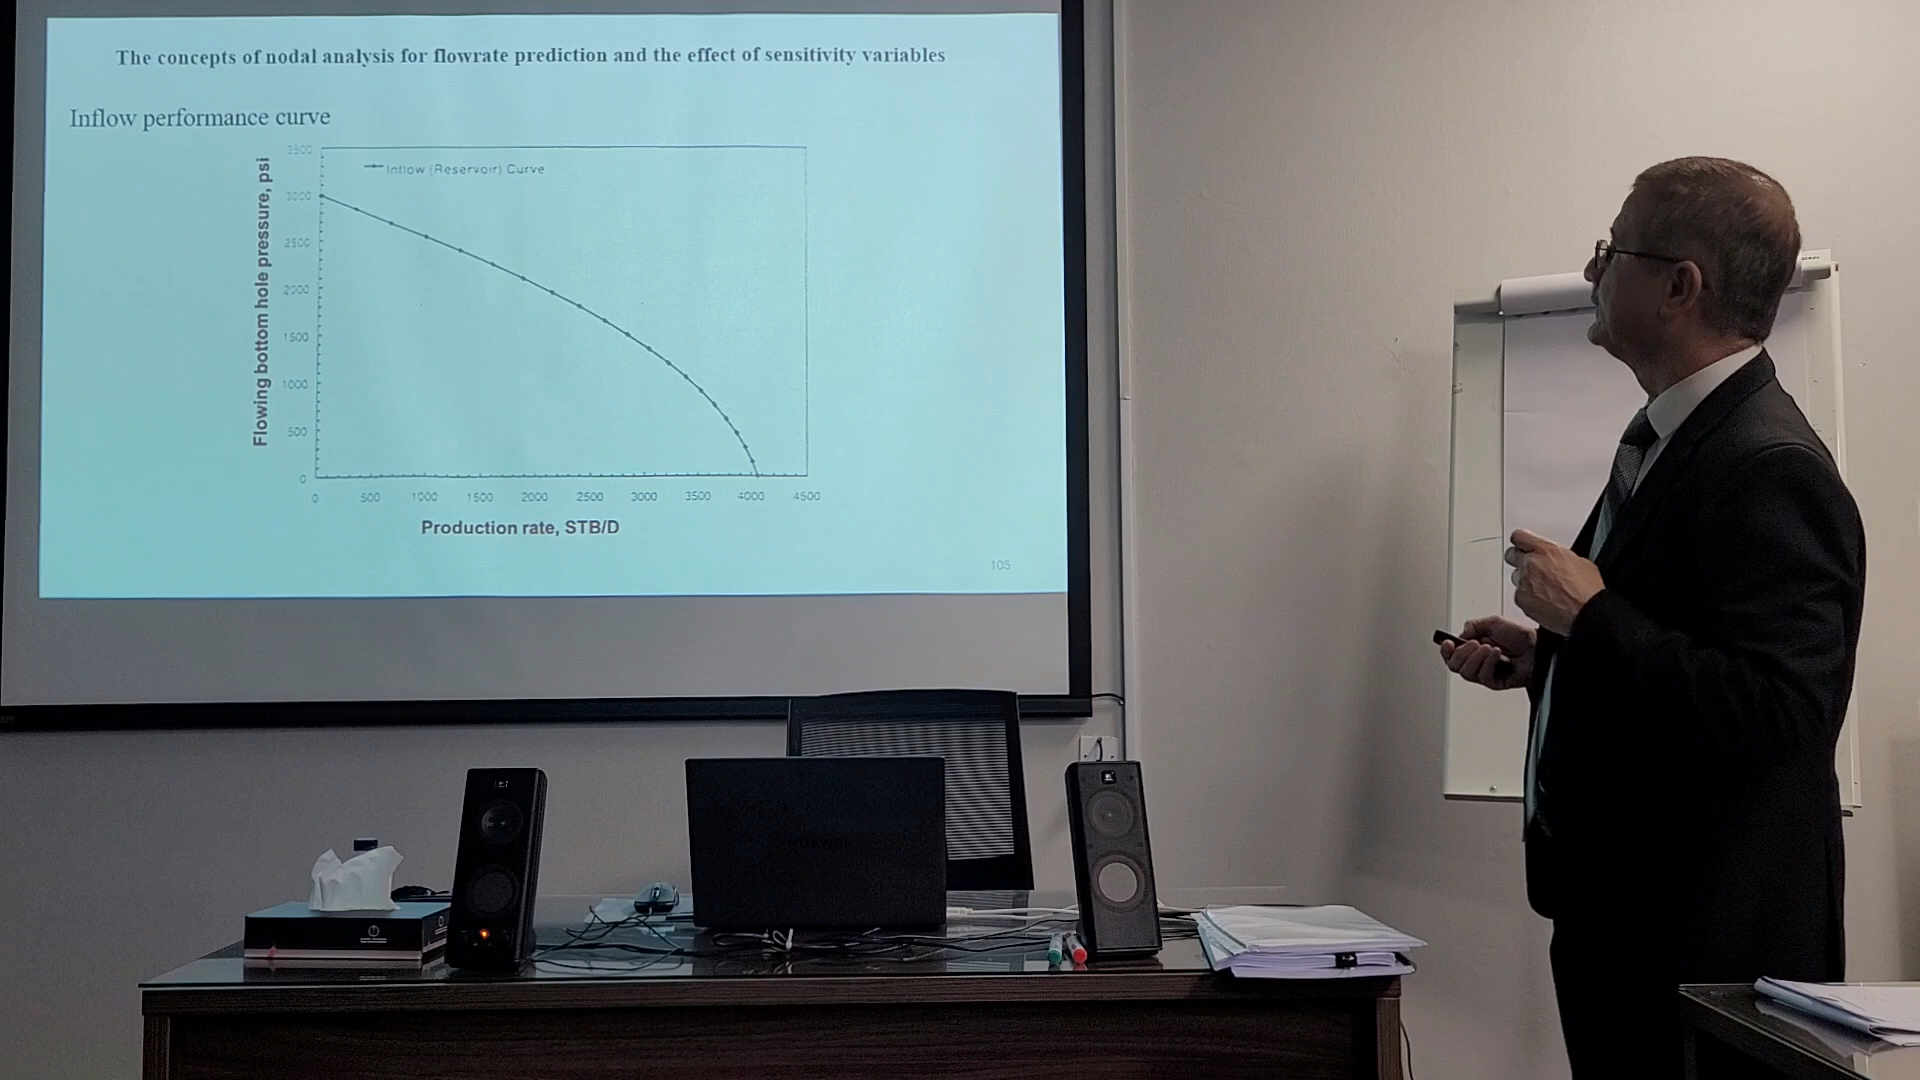 The concepts of nodal analysis for flowrate prediction and the effect of sensitivity variables
Inflow performance curve
Flowing bottom hole pressure, psi
3500
3000
2500
2000
1500
1000
500
0
Inflow (Reservoir) Curve
0 500 1000 1500 2000 2500 3000 3500 4000 4500
Production rate, STB/D
105